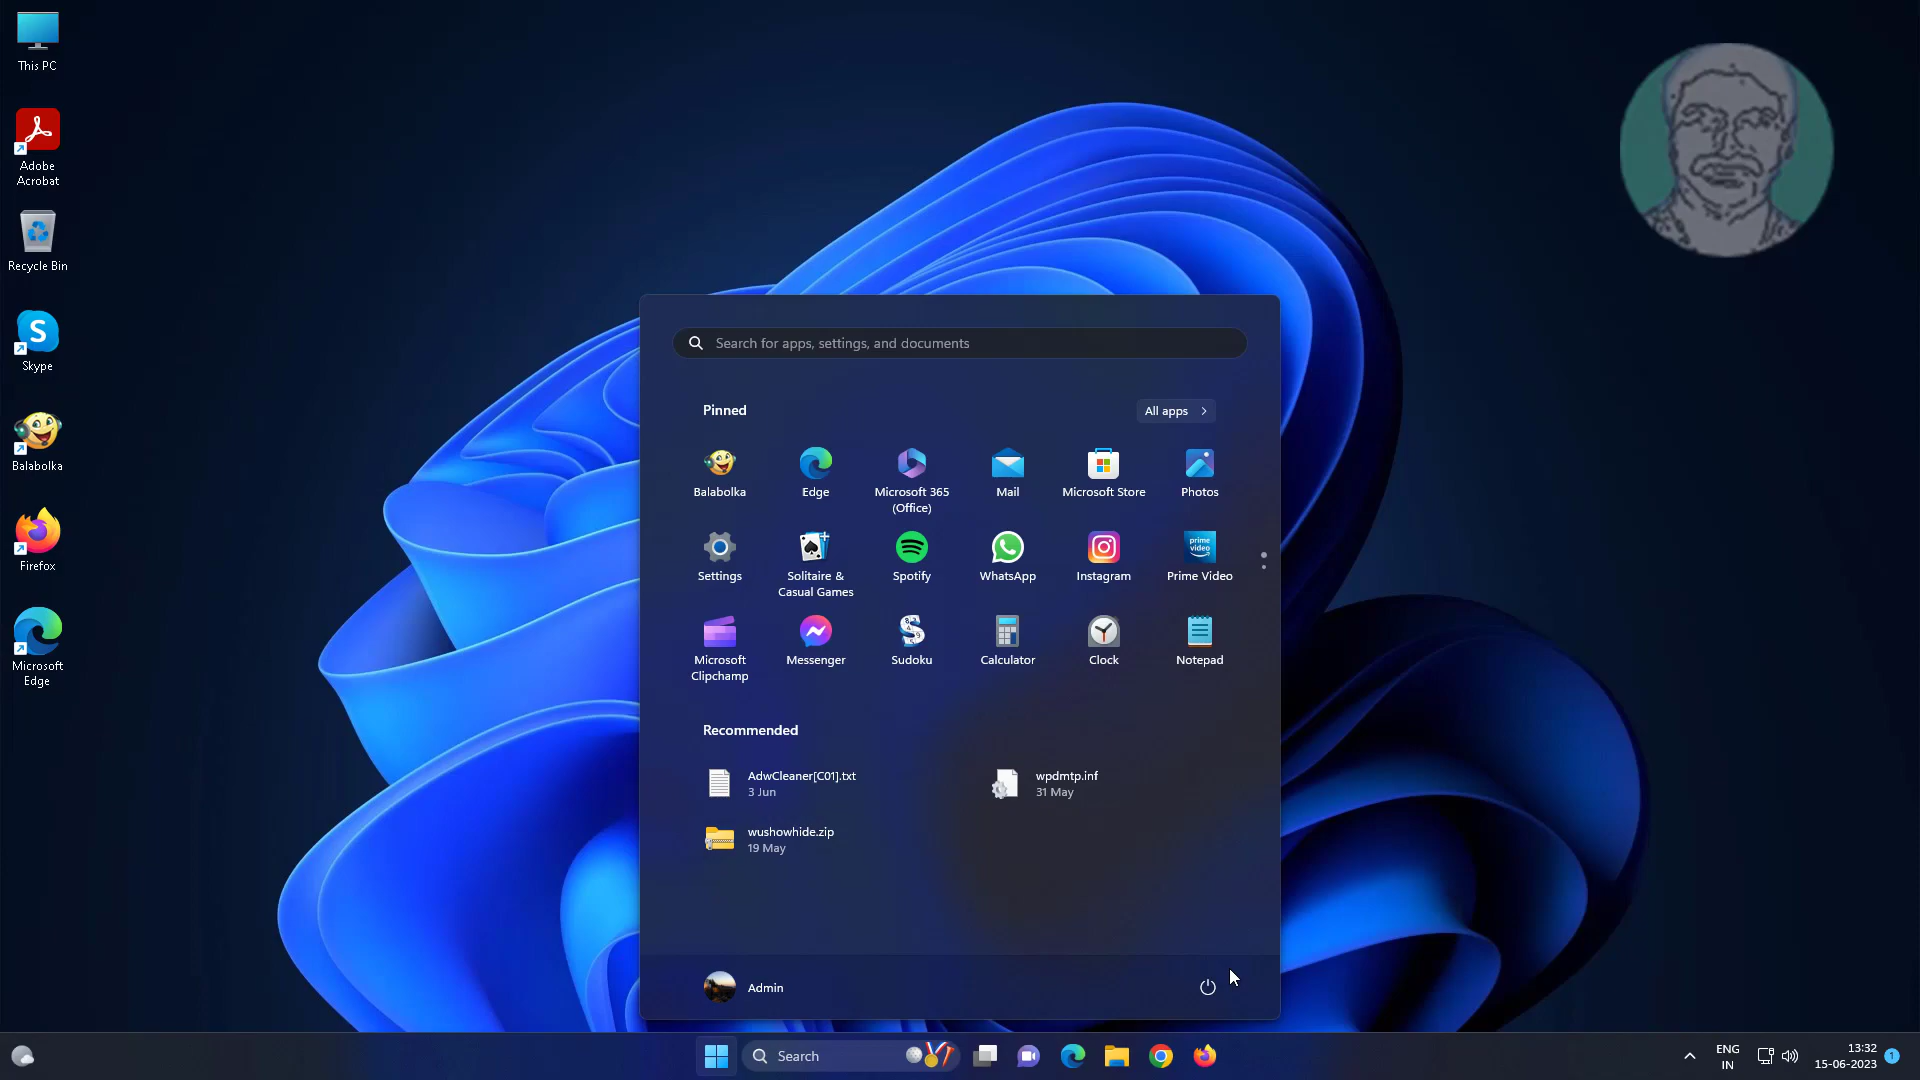 This PC
Adobe
Acrobat
Recycle Bin
Skype
Balabolka
Firefox
Microsoft
Edge
Search for apps, settings, and documents
Pinned
All apps
Balabolka
Edge
Microsoft 365
(Office)
Mail
Microsoft Store
Photos
Settings
Solitaire &
Casual Games
Spotify
WhatsApp
Instagram
prime
video
Prime Video
Microsoft
Clipchamp
Messenger
Sudoku
Calculator
Clock
Notepad
Recommended
AdwCleaner[C01].txt
3 Jun
wpdmtp.inf
31 May
wushowhide.zip
19 May
Admin
Search
ENG
IN
13:32
15-06-2023
1